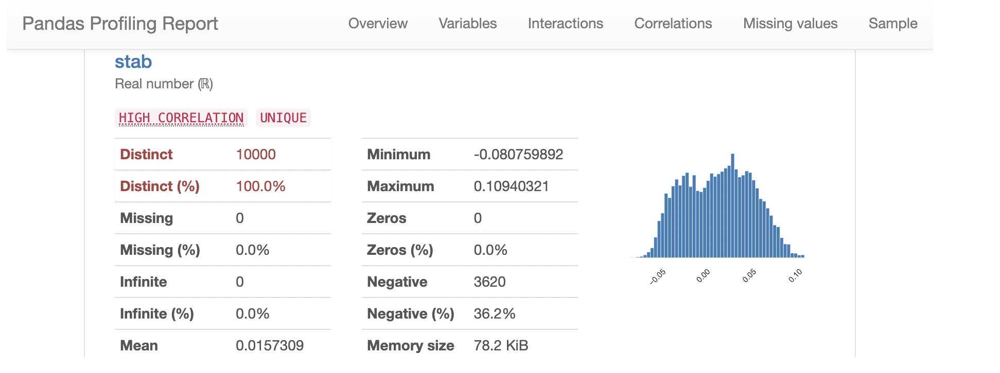 Pandas Profiling Report Overview Variables Interactions Correlations Missing values Sample
stab
Real number (ℝ)
HIGH CORRELATION UNIQUE
Distinct 10000
Distinct (%) 100.0%
Missing 0
Missing (%) 0.0%
Infinite 0
Infinite (%) 0.0%
Mean 0.0157309
Minimum -0.080759892
Maximum 0.10940321
Zeros 0
Zeros (%) 0.0%
Negative 3620
Negative (%) 36.2%
Memory size 78.2 KiB
−0.05 0.00 0.05 0.10